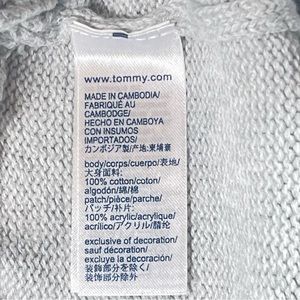 www.tommy.com
MADE IN CAMBODIA/
FABRIQUÉ AU
CAMBODGE/
HECHO EN CAMBOYA
CON INSUMOS
IMPORTADOS/
カンボジア製/产地:柬埔寨
body/corps/cuerpo/表地/
大身面料:
100% cotton/coton/
algodón/綿/棉
patch/pièce/parche/
パッチ/补片:
100% acrylic/acrylique/
acrílico/アクリル/腈纶
exclusive of decoration/
sauf décoration/
excluye la decoración/
装飾部分を除く/
装饰部分除外